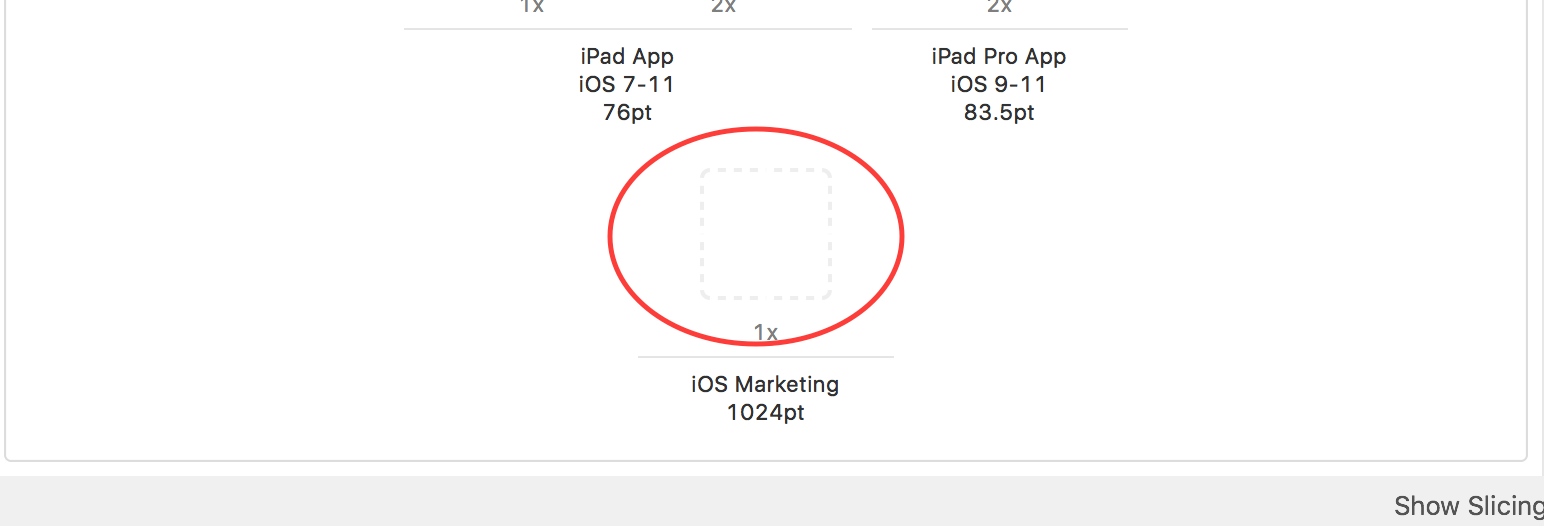 1x 2x 2x
iPad App
iOS 7-11
76pt
iPad Pro App
iOS 9-11
83.5pt
1x
iOS Marketing
1024pt
Show Slicing